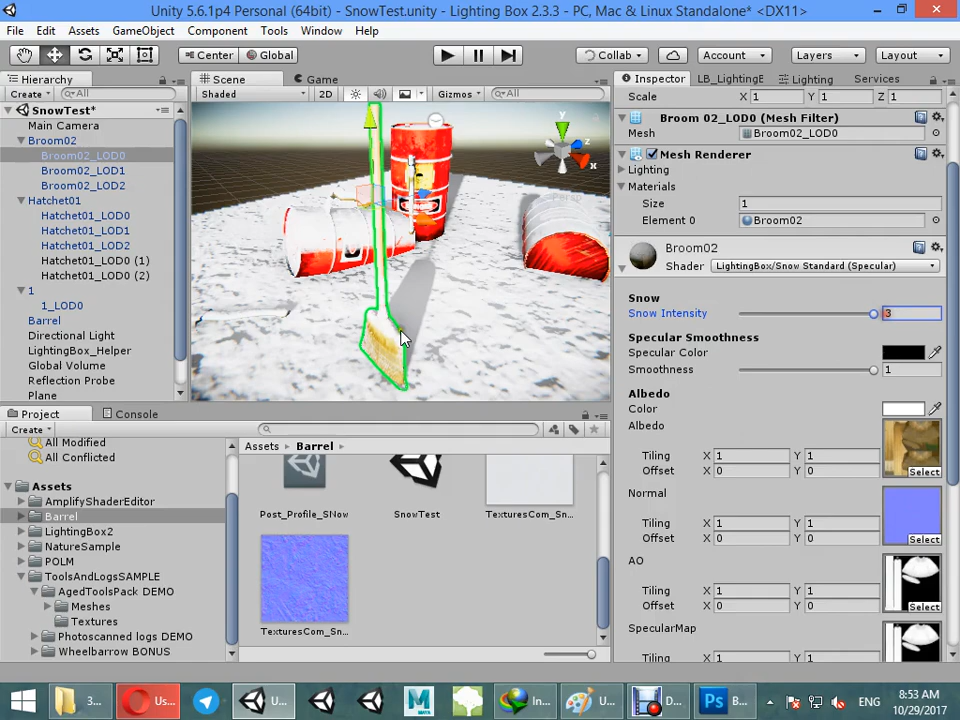 Unity 5.6.1p4 Personal (64bit) - SnowTest.unity - Lighting Box 2.3.3 - PC, Mac & Linux Standalone* <DX11>
File Edit Assets GameObject Component Tools Window Help
Center Global Collab Account Layers Layout
Hierarchy Scene Game Inspector LB_LightingE Lighting Services
Create All Shaded 2D Gizmos All
Scale X 1 Y 1 Z 1
SnowTest*
Main Camera
Broom02
Broom02_LOD0
Broom02_LOD1
Broom02_LOD2
Hatchet01
Hatchet01_LOD0
Hatchet01_LOD1
Hatchet01_LOD2
Hatchet01_LOD0 (1)
Hatchet01_LOD0 (2)
1
1_LOD0
Barrel
Directional Light
LightingBox_Helper
Global Volume
Reflection Probe
Plane
x
Persp
Broom 02_LOD0 (Mesh Filter)
Mesh Broom02_LOD0
Mesh Renderer
Lighting
Materials
Size 1
Element 0 Broom02
Broom02
Shader LightingBox/Snow Standard (Specular)
Snow
Snow Intensity 3
Specular Smoothness
Specular Color
Smoothness 1
Albedo
Color
Albedo
Tiling X 1 Y 1
Offset X 0 Y 0 Select
Normal
Tiling X 1 Y 1
Offset X 0 Y 0 Select
AO
Tiling X 1 Y 1
Offset X 0 Y 0 Select
SpecularMap
Tiling X 1 Y 1
Project Console
Create
All Modified
All Conflicted
Assets
AmplifyShaderEditor
Barrel
LightingBox2
NatureSample
POLM
ToolsAndLogsSAMPLE
AgedToolsPack DEMO
Meshes
Textures
Photoscanned logs DEMO
Wheelbarrow BONUS
Assets Barrel
Post_Profile_SNow SnowTest TexturesCom_Sn...
TexturesCom_Sn...
3... Us... U... In... U... D... B... ENG 8:53 AM
10/29/2017